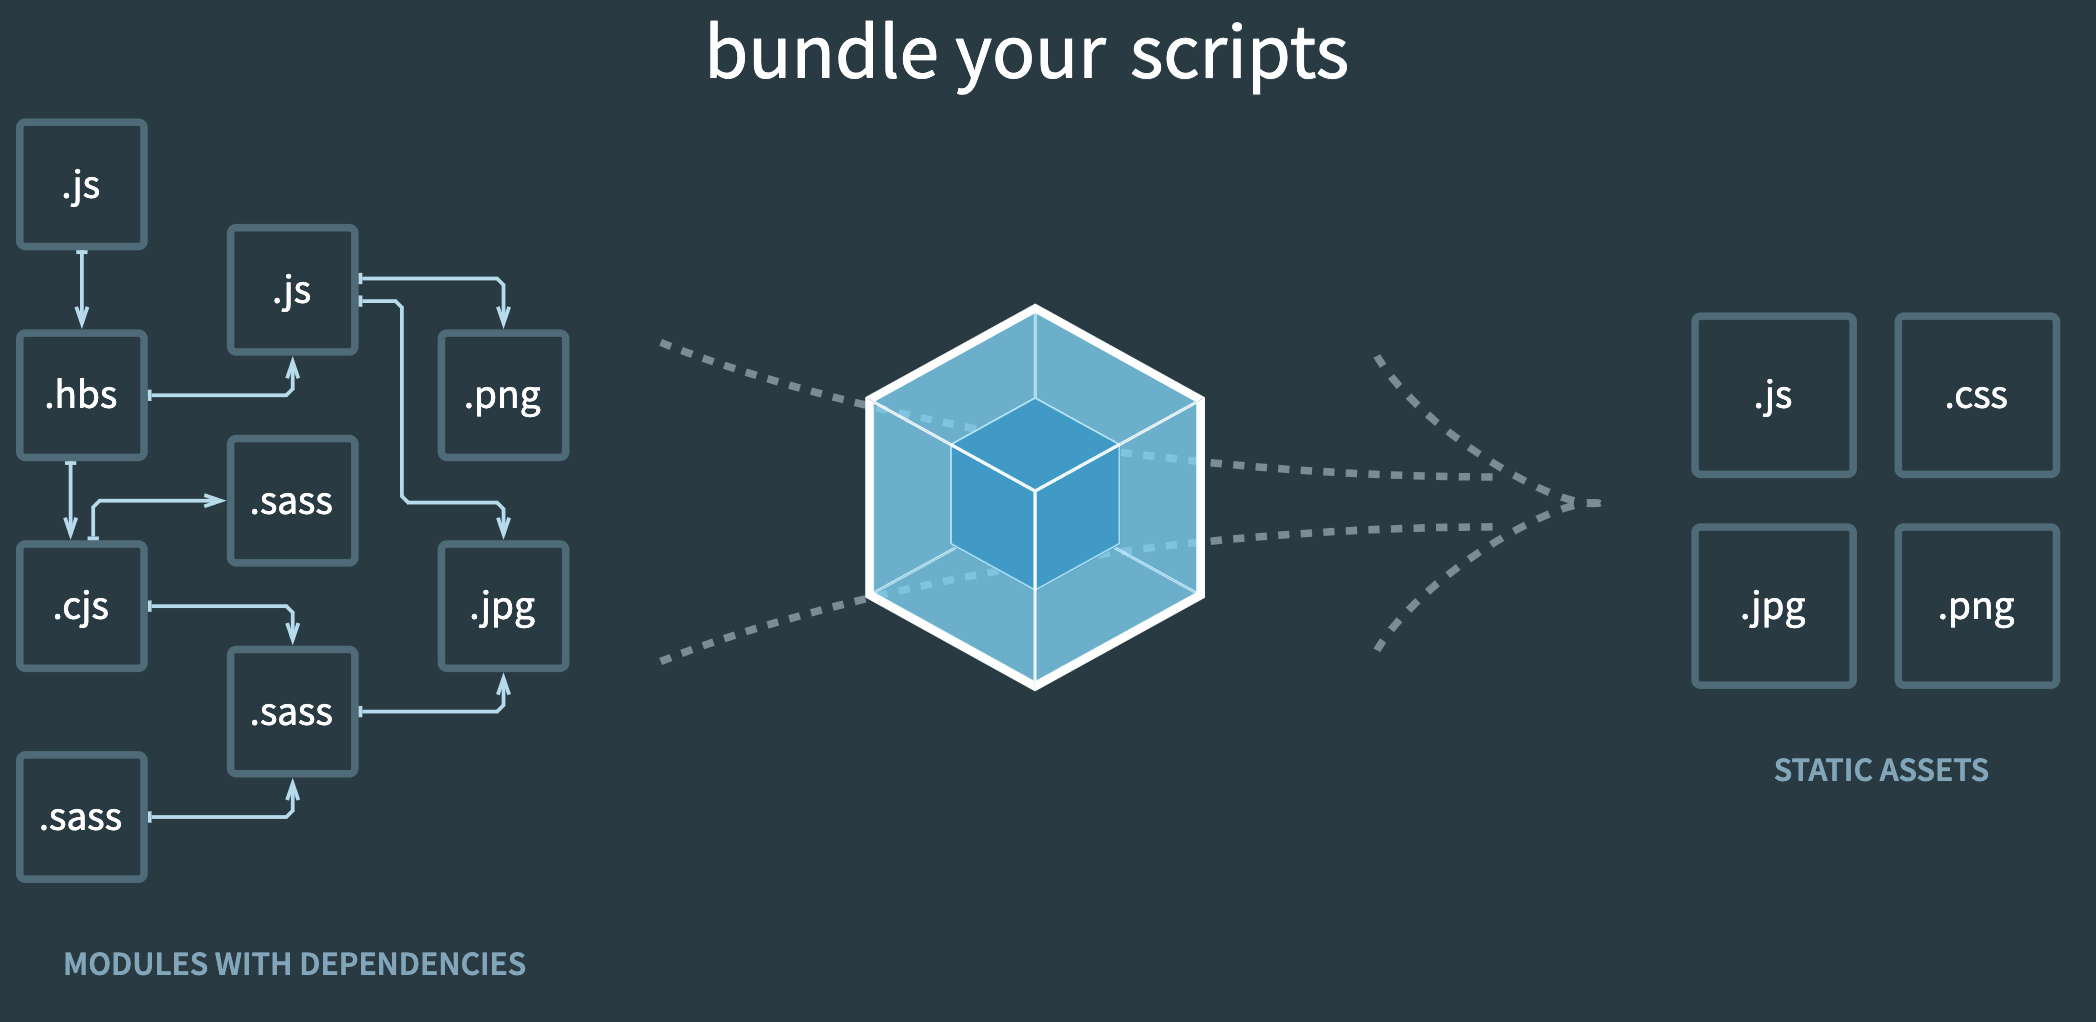 bundle your scripts
.js
.js
.hbs
.png
.sass
.cjs
.jpg
.sass
.sass
MODULES WITH DEPENDENCIES
.js
.css
.jpg
.png
STATIC ASSETS